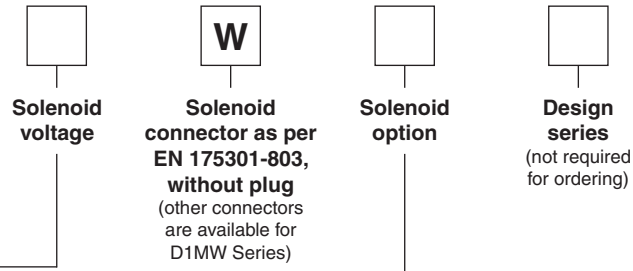 W
Solenoid
voltage
Solenoid
connector as per
EN 175301-803,
without plug
(other connectors
are available for
D1MW Series)
Solenoid
option
Design
series
(not required
for ordering)